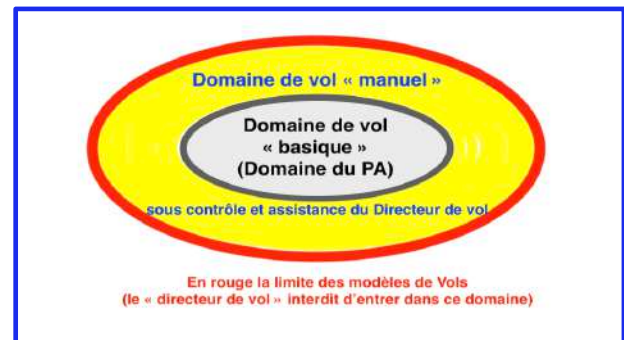 Domaine de vol « manuel »
Domaine de vol
« basique »
(Domaine du PA)
sous contrôle et assistance du Directeur de vol
En rouge la limite des modèles de Vols
(le « directeur de vol » interdit d'entrer dans ce domaine)